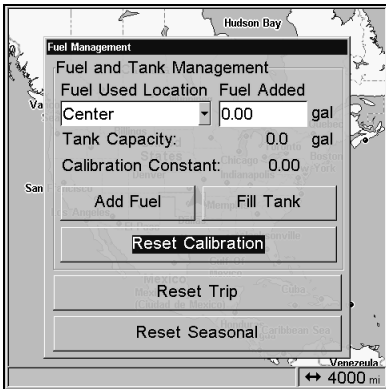 Hudson Bay
Fuel Management
Fuel and Tank Management
Fuel Used Location Fuel Added
Center 0.00 gal
Tank Capacity: 0.0 gal
Calibration Constant: 0.00
Add Fuel Fill Tank
Reset Calibration
Reset Trip
Reset Seasonal
Venezuela
↔ 4000 mi